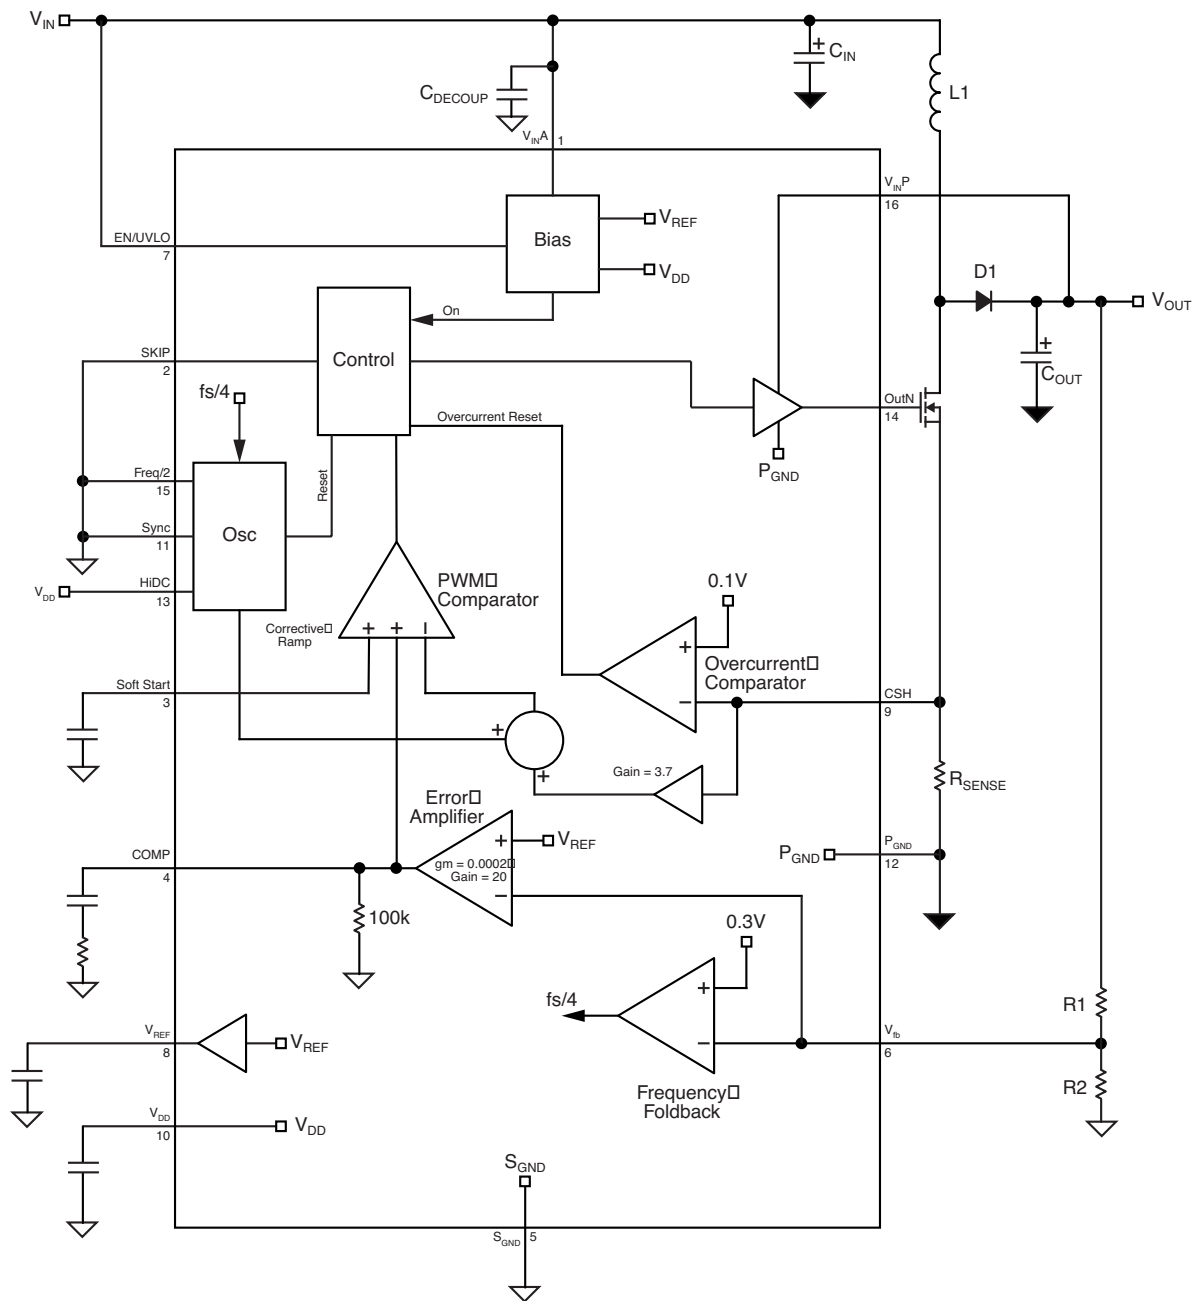 VIN
CIN
L1
CDECOUP
VINA
1
VINP
16
VREF
Bias
EN/UVLO
7
VDD
D1
VOUT
On
Control
SKIP
2
COUT
fs/4
OutN
14
Overcurrent Reset
PGND
Freq/2
15
Reset
Sync
11
Osc
VDD
HiDC
13
PWM
Comparator
0.1V
Corrective
Ramp
+ + –
+
Overcurrent
Comparator
Soft Start
3
–
CSH
9
+
+
Gain = 3.7
RSENSE
Error
Amplifier
+
VREF
COMP
4
gm = 0.0002
Gain = 20
PGND
PGND
12
–
100k
0.3V
+
fs/4
R1
VREF
8
VREF
–
Vfb
6
R2
Frequency
Foldback
VDD
10
VDD
SGND
SGND
5